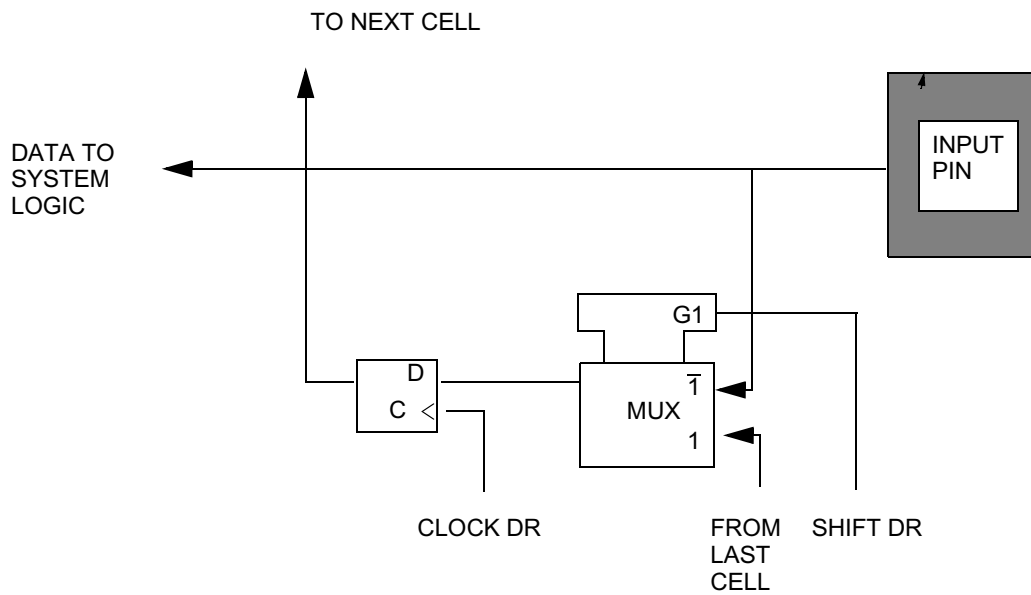 TO NEXT CELL
DATA TO
SYSTEM
LOGIC
INPUT
PIN
G1
D
C
MUX
1̅
1
CLOCK DR
FROM
LAST
CELL
SHIFT DR